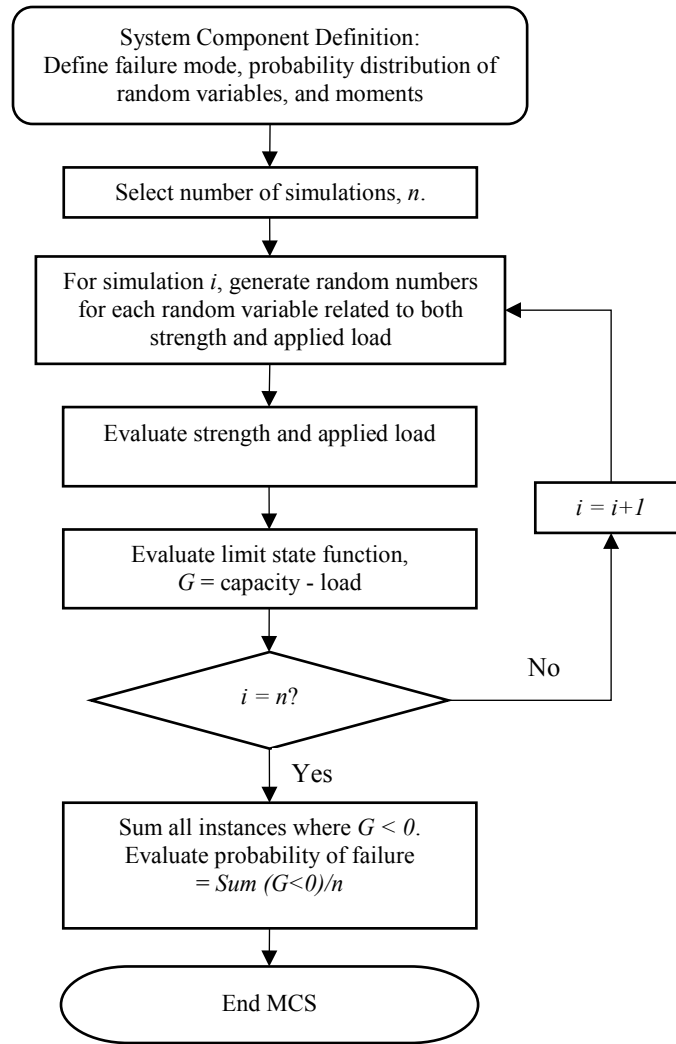 System Component Definition:
Define failure mode, probability distribution of
random variables, and moments
Select number of simulations, n.
For simulation i, generate random numbers
for each random variable related to both
strength and applied load
Evaluate strength and applied load
i = i+1
Evaluate limit state function,
G = capacity - load
No
i = n?
Yes
Sum all instances where G < 0.
Evaluate probability of failure
= Sum (G<0)/n
End MCS